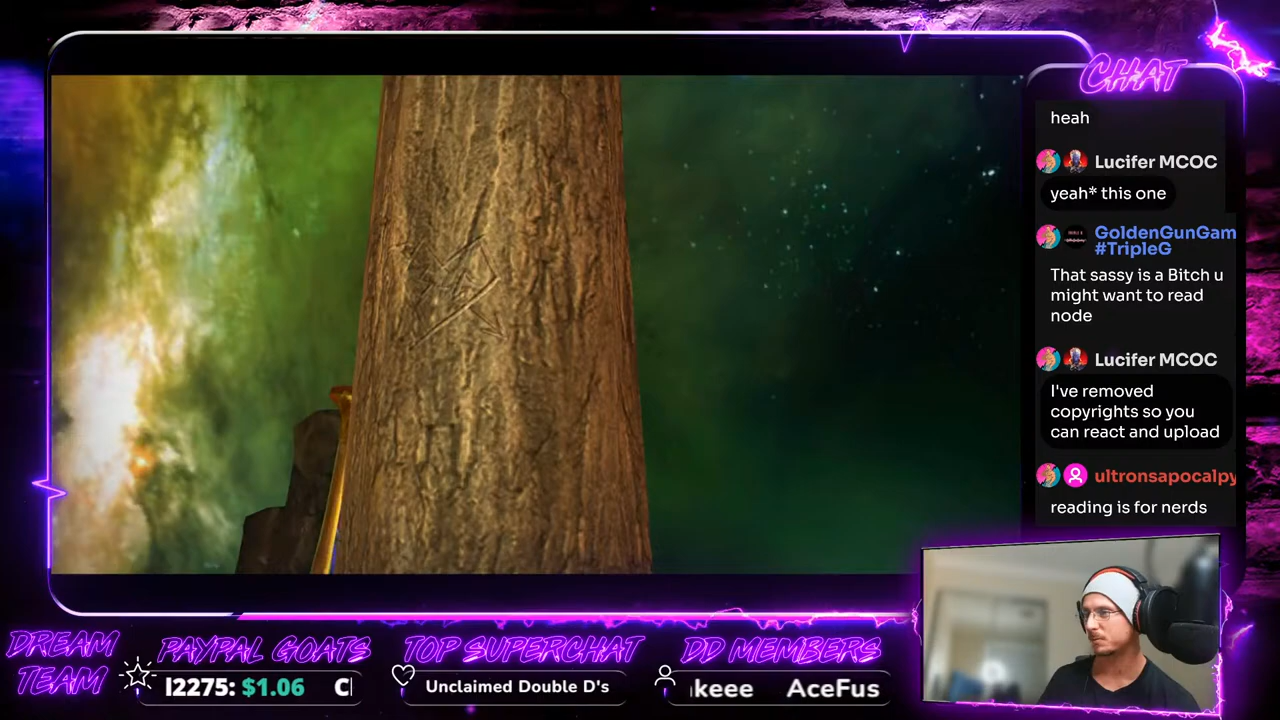 CHAT
heah
Lucifer MCOC
yeah* this one
GoldenGunGam
#TripleG
That sassy is a Bitch u
might want to read
node
Lucifer MCOC
I've removed
copyrights so you
can react and upload
ultronsapocalpy
reading is for nerds
DREAM
TEAM
PAYPAL GOATS
l2275: $1.06
TOP SUPERCHAT
Unclaimed Double D's
DD MEMBERS
keee AceFus